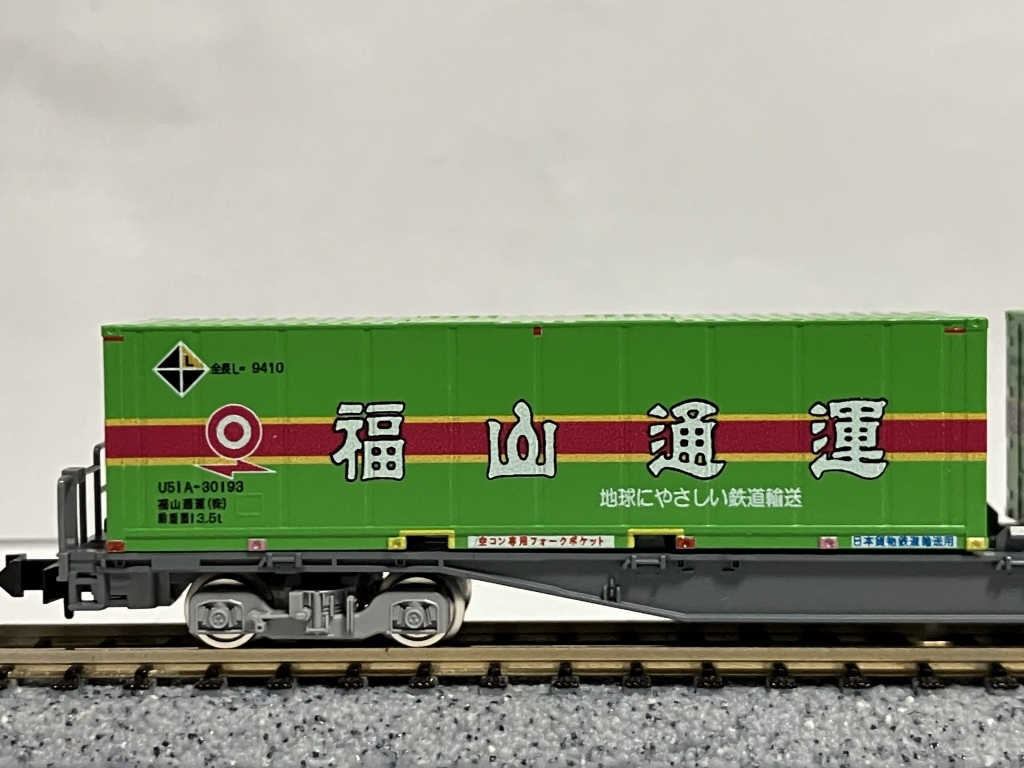 L
全長L= 9410
福山通運
U51A-30193
福山通運(株)
総重量13.5t
地球にやさしい鉄道輸送
空コン専用フォークポケット
日本貨物鉄道輸送用